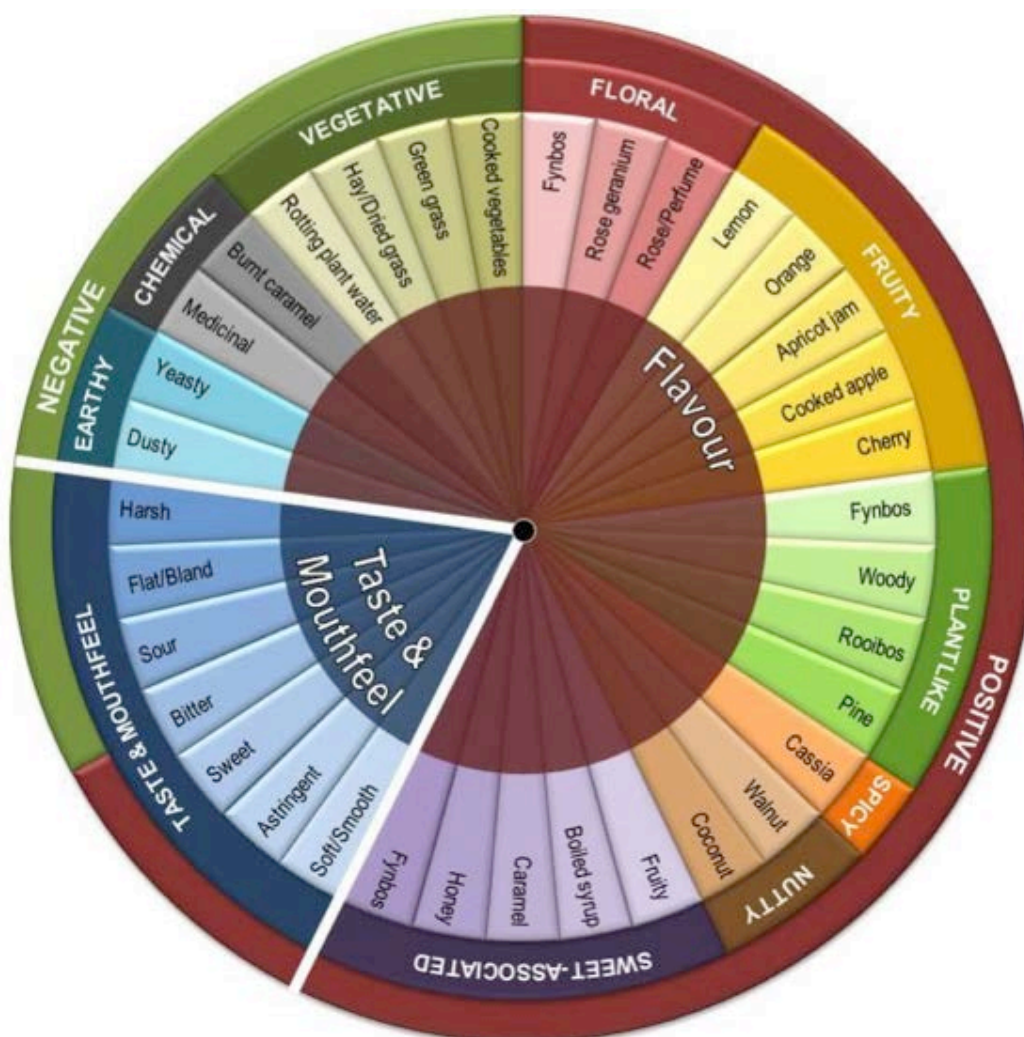 NEGATIVE
POSITIVE
VEGETATIVE
Rotting plant water
Hay/Dried grass
Green grass
Cooked vegetables
FLORAL
Fynbos
Rose geranium
Rose/Perfume
FRUITY
Lemon
Orange
Apricot jam
Cooked apple
Cherry
PLANTLIKE
Fynbos
Woody
Rooibos
Pine
SPICY
Cassia
NUTTY
Walnut
Coconut
SWEET-ASSOCIATED
Fruity
Boiled syrup
Caramel
Honey
Fynbos
TASTE & MOUTHFEEL
Soft/Smooth
Astringent
Sweet
Bitter
Sour
Flat/Bland
Harsh
EARTHY
Dusty
Yeasty
CHEMICAL
Medicinal
Burnt caramel
Flavour
Taste &
Mouthfeel